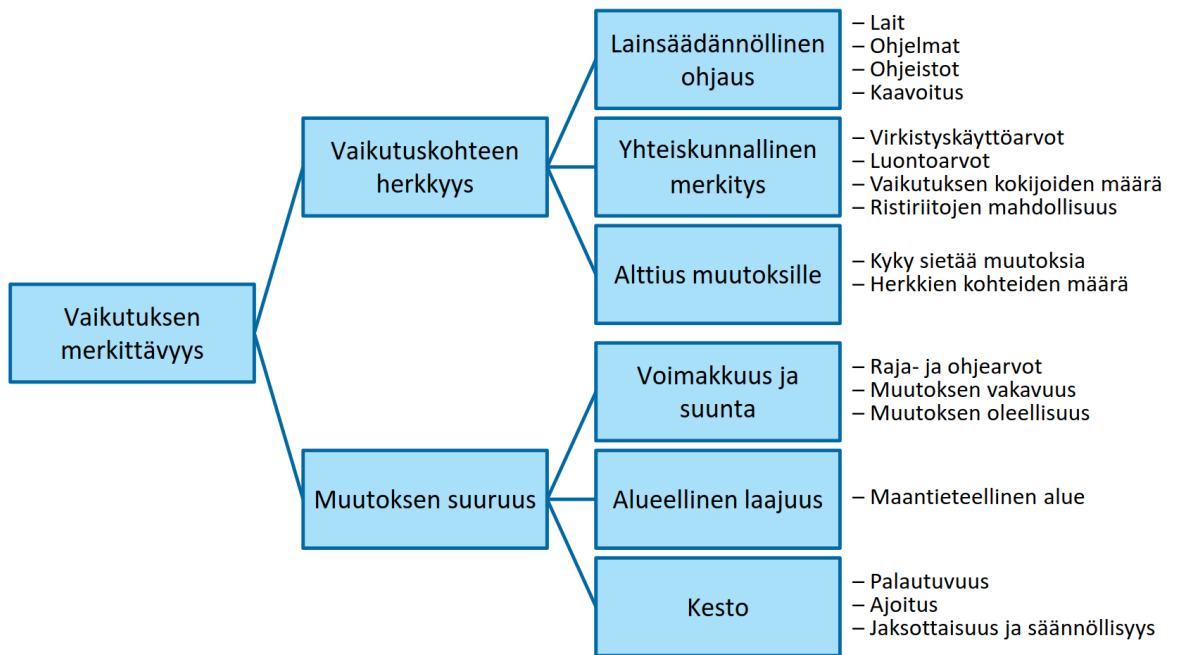 Vaikutuksen
merkittävyys
Vaikutuskohteen
herkkyys
Lainsäädännöllinen
ohjaus
– Lait
– Ohjelmat
– Ohjeistot
– Kaavoitus
Yhteiskunnallinen
merkitys
– Virkistyskäyttöarvot
– Luontoarvot
– Vaikutuksen kokijoiden määrä
– Ristiriitojen mahdollisuus
Alttius muutoksille
– Kyky sietää muutoksia
– Herkkien kohteiden määrä
Muutoksen suuruus
Voimakkuus ja
suunta
– Raja- ja ohjearvot
– Muutoksen vakavuus
– Muutoksen oleellisuus
Alueellinen laajuus
– Maantieteellinen alue
Kesto
– Palautuvuus
– Ajoitus
– Jaksottaisuus ja säännöllisyys